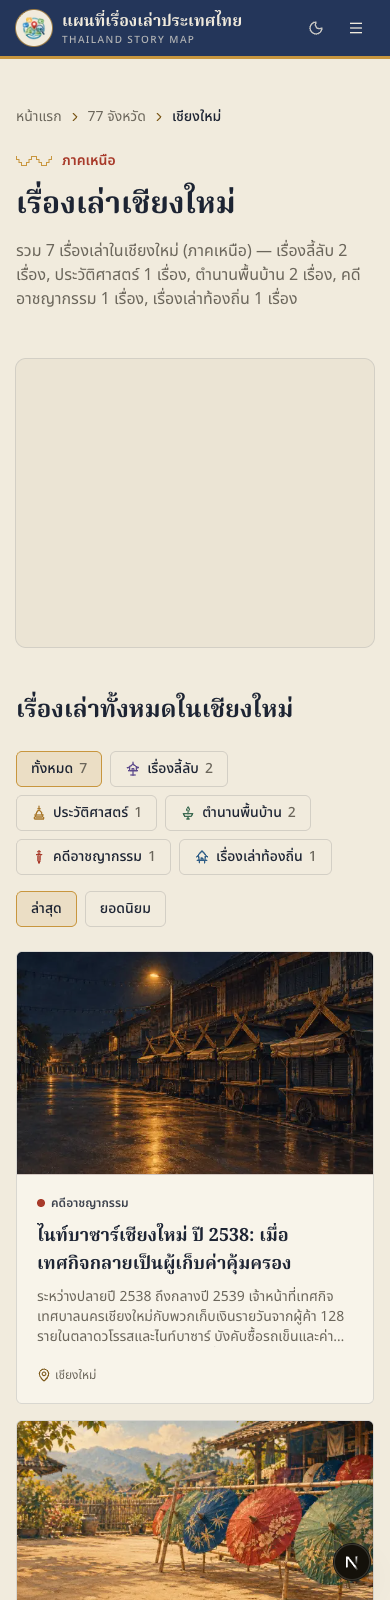 แผนที่เรื่องเล่าประเทศไทย
THAILAND STORY MAP
หน้าแรก > 77 จังหวัด > เชียงใหม่
ภาคเหนือ
เรื่องเล่าเชียงใหม่
รวม 7 เรื่องเล่าในเชียงใหม่ (ภาคเหนือ) — เรื่องลี้ลับ 2
เรื่อง, ประวัติศาสตร์ 1 เรื่อง, ตำนานพื้นบ้าน 2 เรื่อง, คดี
อาชญากรรม 1 เรื่อง, เรื่องเล่าท้องถิ่น 1 เรื่อง
เรื่องเล่าทั้งหมดในเชียงใหม่
ทั้งหมด 7 เรื่องลี้ลับ 2
ประวัติศาสตร์ 1 ตำนานพื้นบ้าน 2
คดีอาชญากรรม 1 เรื่องเล่าท้องถิ่น 1
ล่าสุด ยอดนิยม
คดีอาชญากรรม
ไนท์บาซาร์เชียงใหม่ ปี 2538: เมื่อ
เทศกิจกลายเป็นผู้เก็บค่าคุ้มครอง
ระหว่างปลายปี 2538 ถึงกลางปี 2539 เจ้าหน้าที่เทศกิจ
เทศบาลนครเชียงใหม่กับพวกเก็บเงินรายวันจากผู้ค้า 128
รายในตลาดวโรรสและไนท์บาซาร์ บังคับซื้อรถเข็นและค่า...
เชียงใหม่
N